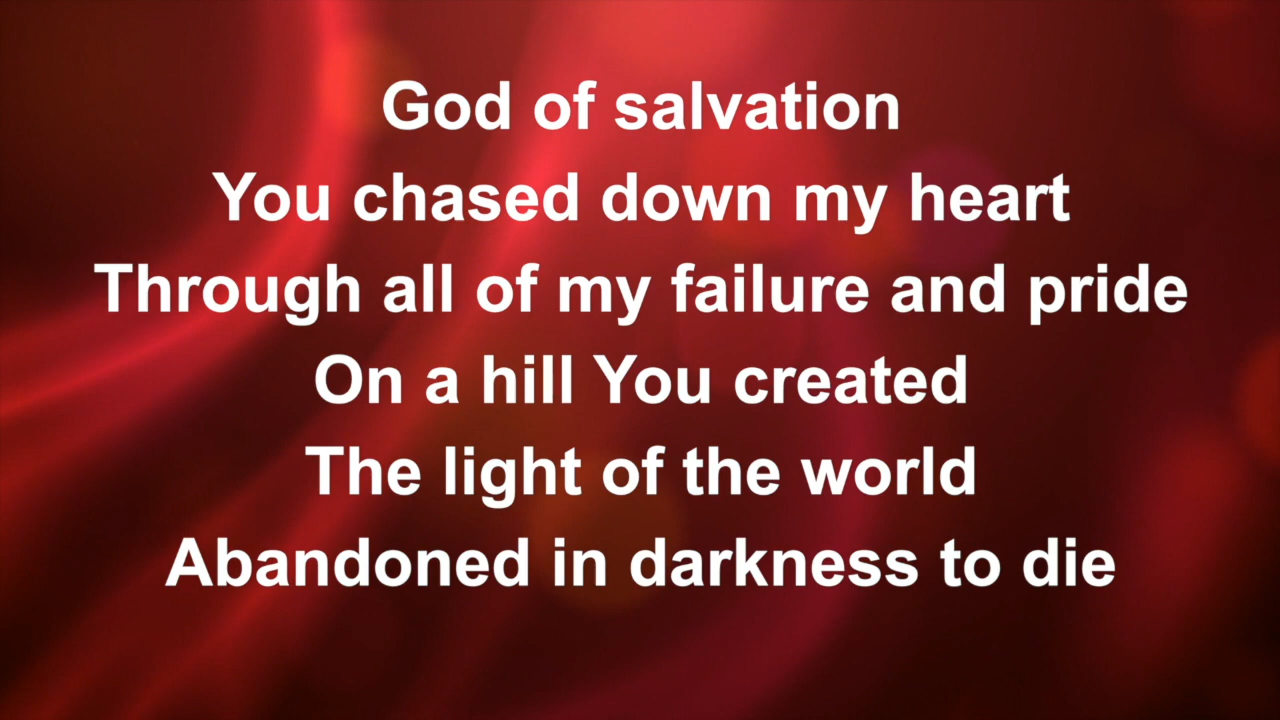 God of salvation
You chased down my heart
Through all of my failure and pride
On a hill You created
The light of the world
Abandoned in darkness to die